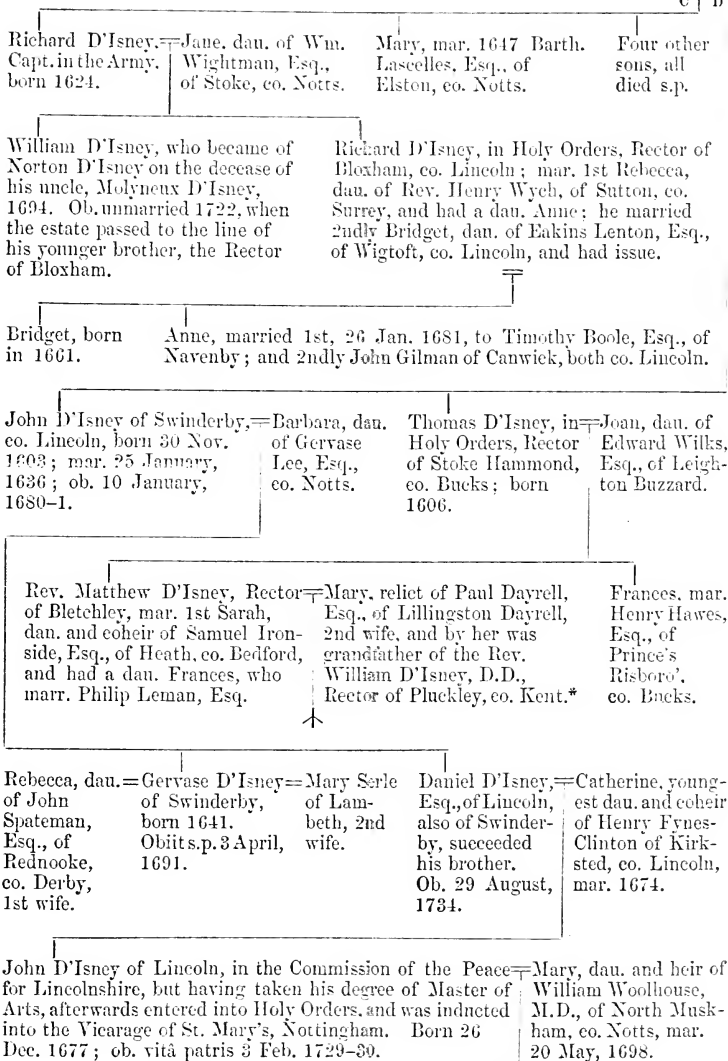 C | D
Richard D'Isney.=Jane, dau. of Wm.
Capt. in the Army. Wightman, Esq.,
born 1624. of Stoke, co. Notts.
Mary, mar. 1647 Barth.
Lascelles, Esq., of
Elston, co. Notts.
Four other
sons, all
died s.p.
William D'Isney, who became of
Norton D'Isney on the decease of
his uncle, Molyneux D'Isney,
1694. Ob. unmarried 1722, when
the estate passed to the line of
his younger brother, the Rector
of Bloxham.
Richard D'Isney, in Holy Orders, Rector of
Bloxham, co. Lincoln; mar. 1st Rebecca,
dau. of Rev. Henry Wych, of Sutton, co.
Surrey, and had a dau. Anne; he married
2ndly Bridget, dau. of Eakins Lenton, Esq.,
of Wigtoft, co. Lincoln, and had issue.
Bridget, born
in 1661.
Anne, married 1st, 26 Jan. 1681, to Timothy Boole, Esq., of
Navenby; and 2ndly John Gilman of Canwick, both co. Lincoln.
John D'Isney of Swinderby,=Barbara, dau.
co. Lincoln, born 30 Nov. of Gervase
1603; mar. 25 January, Lee, Esq.,
1636; ob. 10 January, co. Notts.
1680-1.
Thomas D'Isney, in=Joan, dau. of
Holy Orders, Rector Edward Wilks,
of Stoke Hammond, Esq., of Leigh-
co. Bucks; born ton Buzzard.
1606.
Rev. Matthew D'Isney, Rector=Mary, relict of Paul Dayrell,
of Bletchley, mar. 1st Sarah, Esq., of Lillingston Dayrell,
dau. and coheir of Samuel Iron- 2nd wife, and by her was
side, Esq., of Heath, co. Bedford, grandfather of the Rev.
and had a dau. Frances, who William D'Isney, D.D.,
marr. Philip Leman, Esq. Rector of Pluckley, co. Kent.*
Frances, mar.
Henry Hawes,
Esq., of
Prince's
Risboro',
co. Bucks.
Rebecca, dau.=Gervase D'Isney=Mary Serle
of John of Swinderby, of Lam-
Spateman, born 1641. beth, 2nd
Esq., of Obiit s.p. 3 April, wife.
Rednooke, 1691.
co. Derby,
1st wife.
Daniel D'Isney,=Catherine, young-
Esq., of Lincoln, est dau. and coheir
also of Swinder- of Henry Fynes-
by, succeeded Clinton of Kirk-
his brother. sted, co. Lincoln,
Ob. 29 August, mar. 1674.
1734.
John D'Isney of Lincoln, in the Commission of the Peace=Mary, dau. and heir of
for Lincolnshire, but having taken his degree of Master of William Woolhouse,
Arts, afterwards entered into Holy Orders, and was inducted M.D., of North Musk-
into the Vicarage of St. Mary's, Nottingham. Born 26 ham, co. Notts, mar.
Dec. 1677; ob. vitâ patris 3 Feb. 1729-30. 20 May, 1698.